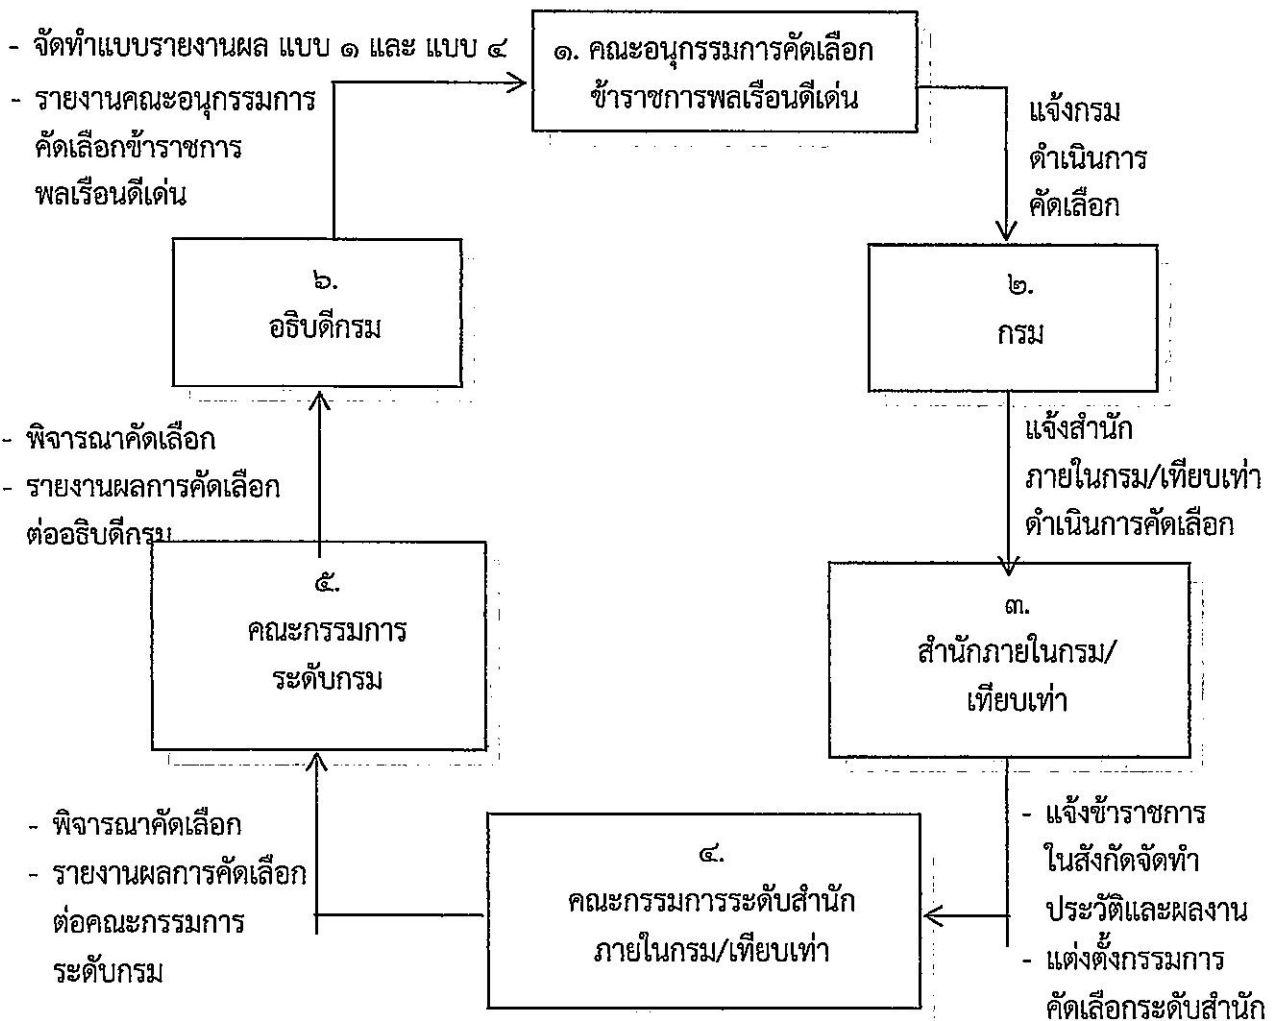 - จัดทำแบบรายงานผล แบบ ๑ และ แบบ ๔
- รายงานคณะอนุกรรมการ
คัดเลือกข้าราชการ
พลเรือนดีเด่น
๑. คณะอนุกรรมการคัดเลือก
ข้าราชการพลเรือนดีเด่น
แจ้งกรม
ดำเนินการ
คัดเลือก
๒.
กรม
แจ้งสำนัก
ภายในกรม/เทียบเท่า
ดำเนินการคัดเลือก
๓.
สำนักภายในกรม/
เทียบเท่า
- แจ้งข้าราชการ
ในสังกัดจัดทำ
ประวัติและผลงาน
- แต่งตั้งกรรมการ
คัดเลือกระดับสำนัก
๔.
คณะกรรมการระดับสำนัก
ภายในกรม/เทียบเท่า
- พิจารณาคัดเลือก
- รายงานผลการคัดเลือก
ต่อคณะกรรมการ
ระดับกรม
๕.
คณะกรรมการ
ระดับกรม
- พิจารณาคัดเลือก
- รายงานผลการคัดเลือก
ต่ออธิบดีกรม
๖.
อธิบดีกรม